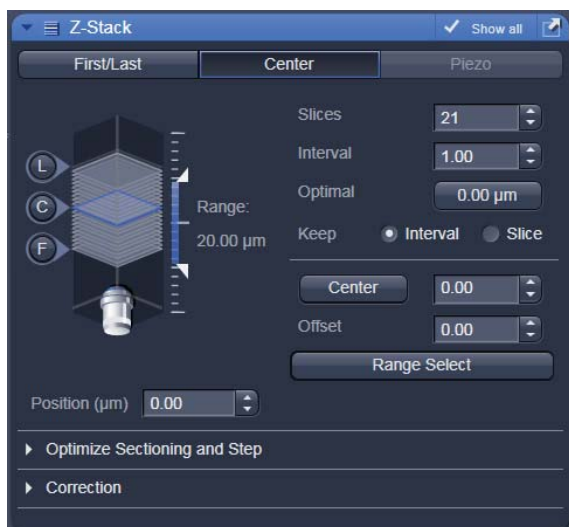 Z-Stack Show all
First/Last Center Piezo
Slices 21
Interval 1.00
Optimal 0.00 µm
Keep Interval Slice
L
C
F
Range:
20.00 µm
Center 0.00
Offset 0.00
Range Select
Position (µm) 0.00
Optimize Sectioning and Step
Correction